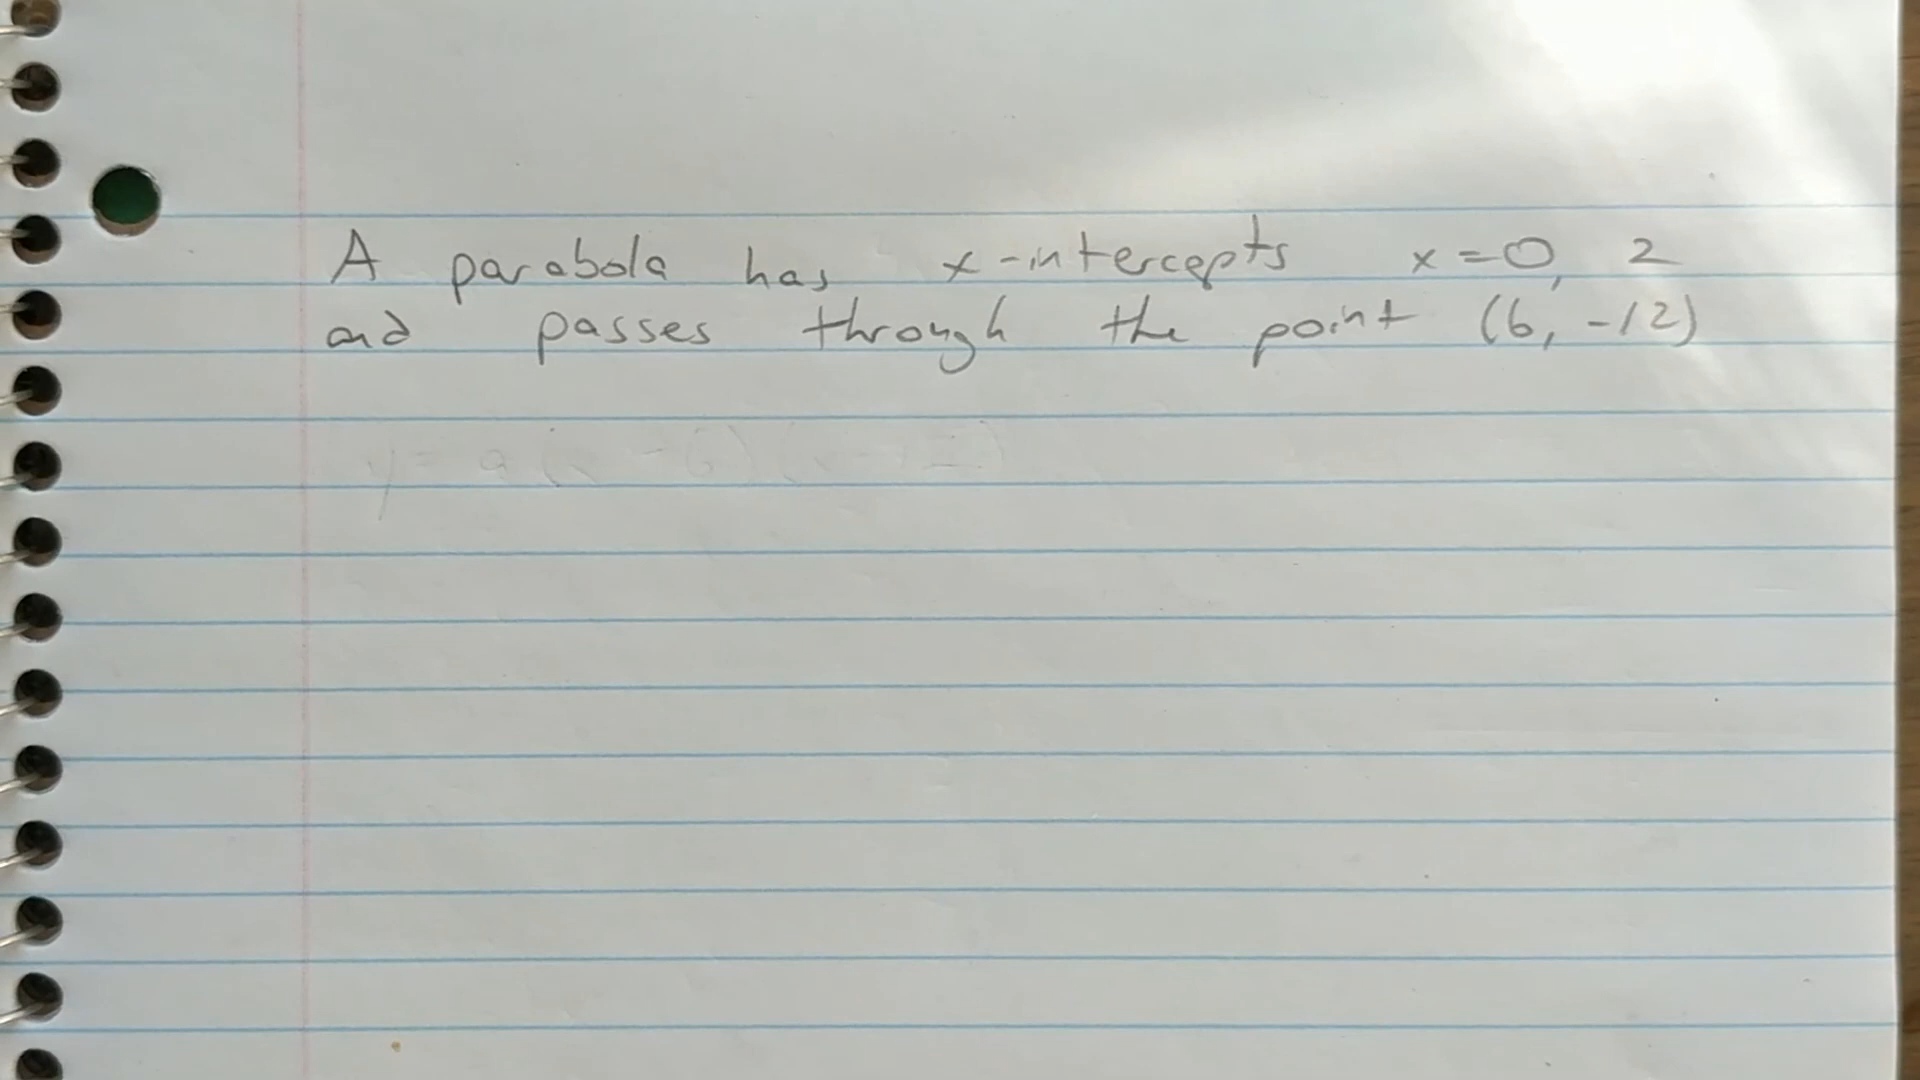 A parabola has x-intercepts x=0, 2
and passes through the point (6, -12)